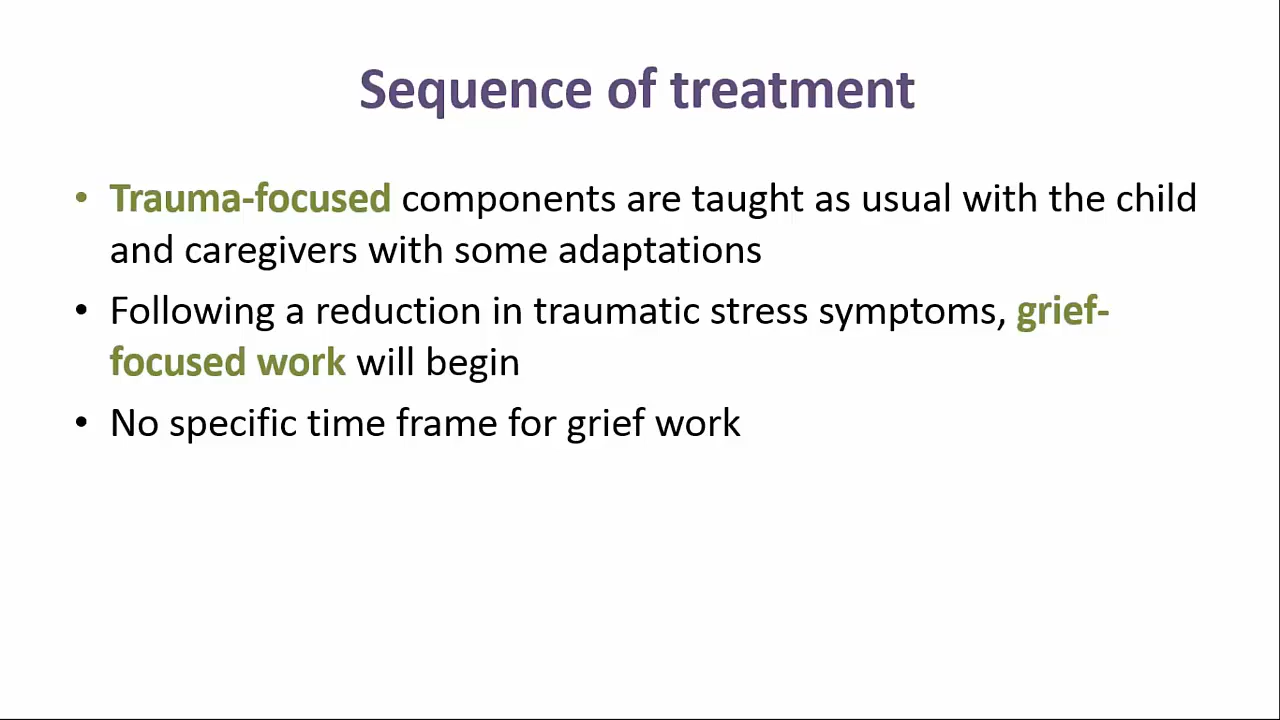 Sequence of treatment
• Trauma-focused components are taught as usual with the child
and caregivers with some adaptations
• Following a reduction in traumatic stress symptoms, grief-
focused work will begin
• No specific time frame for grief work